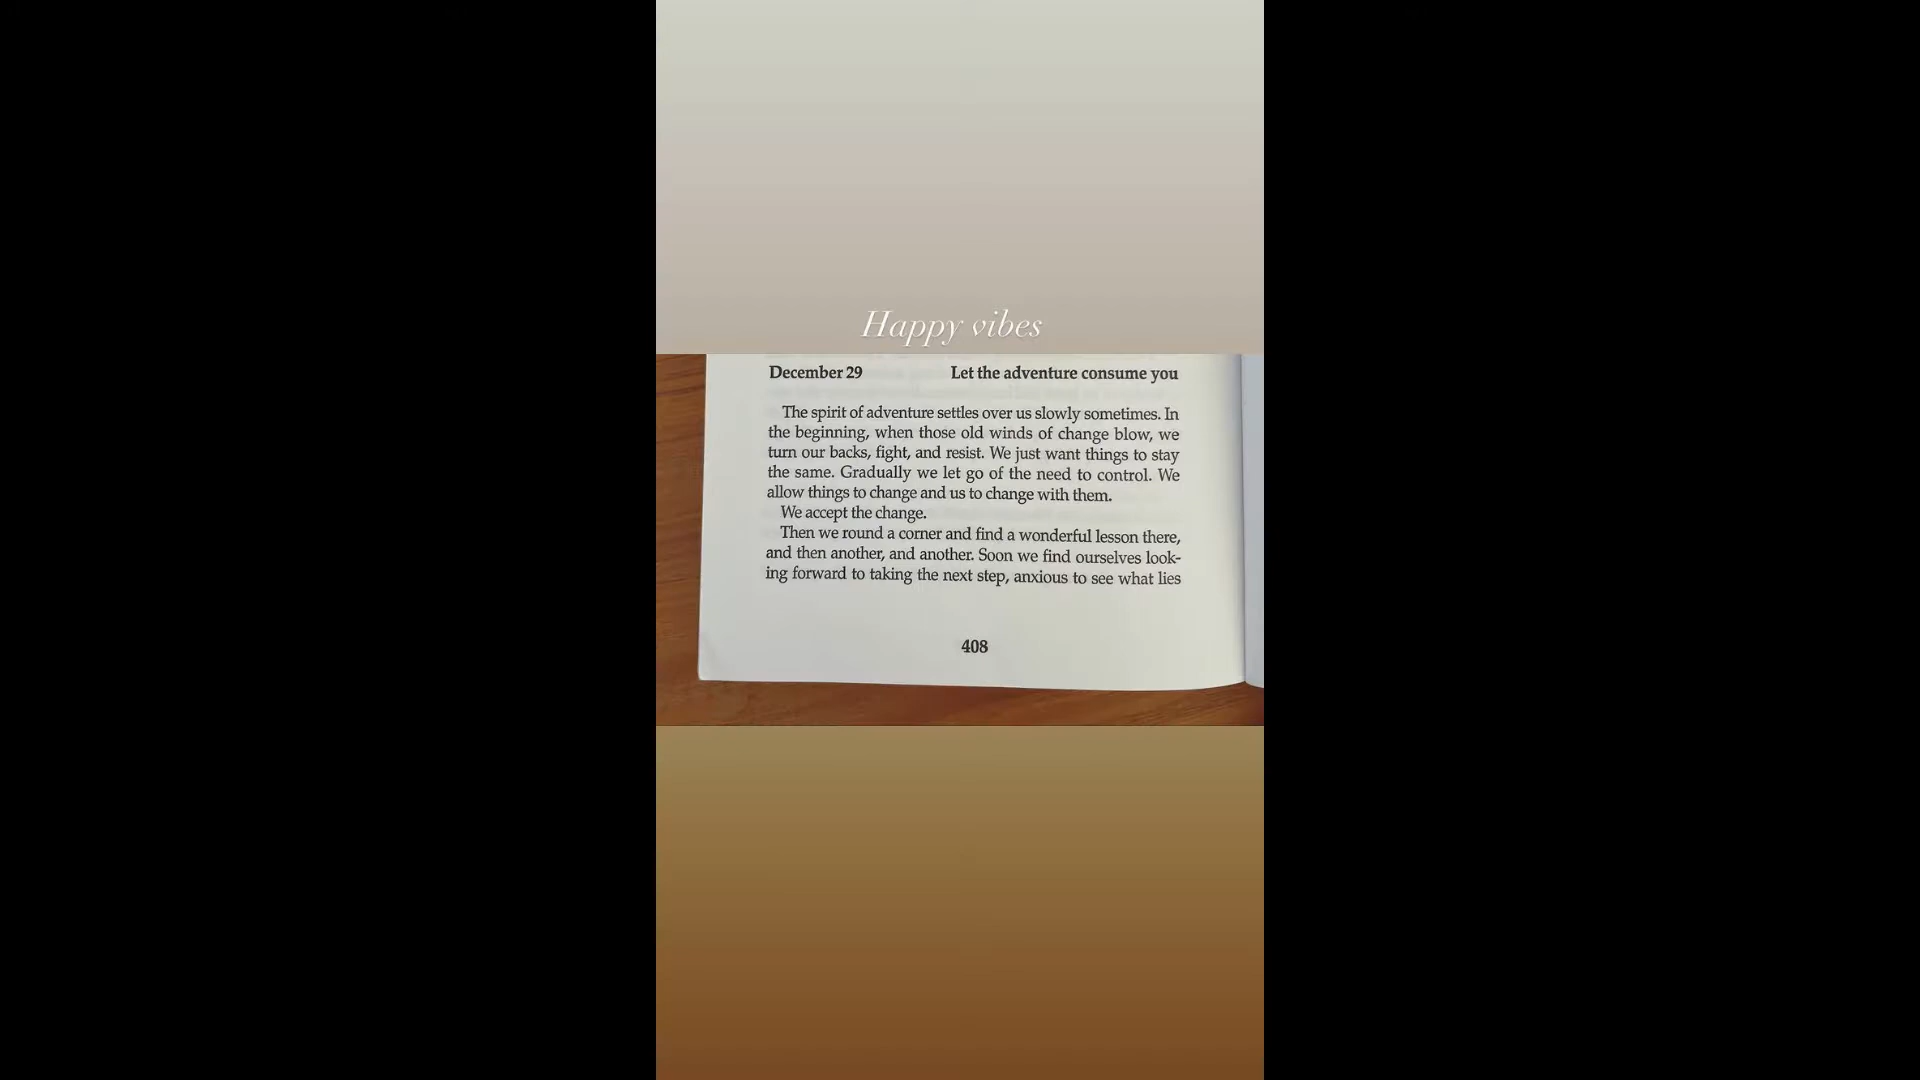 Happy vibes
December 29 Let the adventure consume you
The spirit of adventure settles over us slowly sometimes. In
the beginning, when those old winds of change blow, we
turn our backs, fight, and resist. We just want things to stay
the same. Gradually we let go of the need to control. We
allow things to change and us to change with them.
We accept the change.
Then we round a corner and find a wonderful lesson there,
and then another, and another. Soon we find ourselves look-
ing forward to taking the next step, anxious to see what lies
408